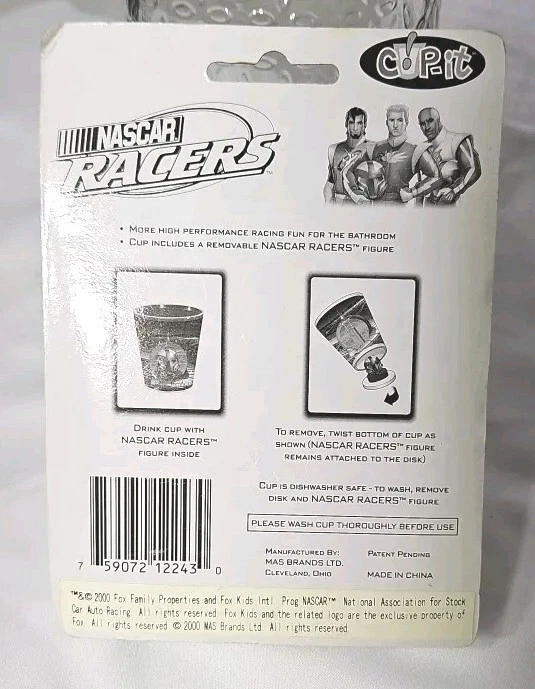 CUP-it
NASCAR
RACERS™
• MORE HIGH PERFORMANCE RACING FUN FOR THE BATHROOM
• CUP INCLUDES A REMOVABLE NASCAR RACERS™ FIGURE
DRINK CUP WITH
NASCAR RACERS™
FIGURE INSIDE
TO REMOVE, TWIST BOTTOM OF CUP AS
SHOWN (NASCAR RACERS™ FIGURE
REMAINS ATTACHED TO THE DISK)
CUP IS DISHWASHER SAFE - TO WASH, REMOVE
DISK AND NASCAR RACERS™ FIGURE
PLEASE WASH CUP THOROUGHLY BEFORE USE
MANUFACTURED BY:
MAS BRANDS LTD.
CLEVELAND, OHIO
PATENT PENDING
MADE IN CHINA
7 59072 12243 0
™&© 2000 Fox Family Properties and Fox Kids Intl. Prog NASCAR™ National Association for Stock
Car Auto Racing. All rights reserved. Fox Kids and the related logo are the exclusive property of
Fox. All rights reserved. © 2000 MAS Brands Ltd. All rights reserved.